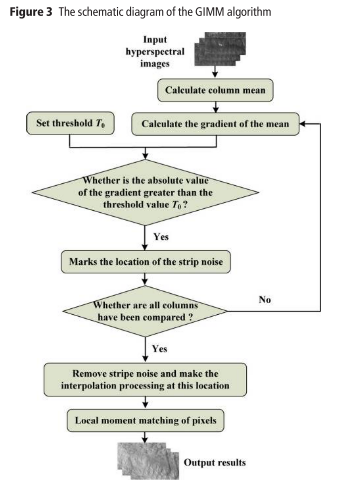 Figure 3 The schematic diagram of the GIMM algorithm
Input
hyperspectral
images
Calculate column mean
Set threshold T₀
Calculate the gradient of the mean
Whether is the absolute value
of the gradient greater than the
threshold value T₀ ?
Yes
Marks the location of the strip noise
Whether are all columns
have been compared ?
No
Yes
Remove stripe noise and make the
interpolation processing at this location
Local moment matching of pixels
Output results